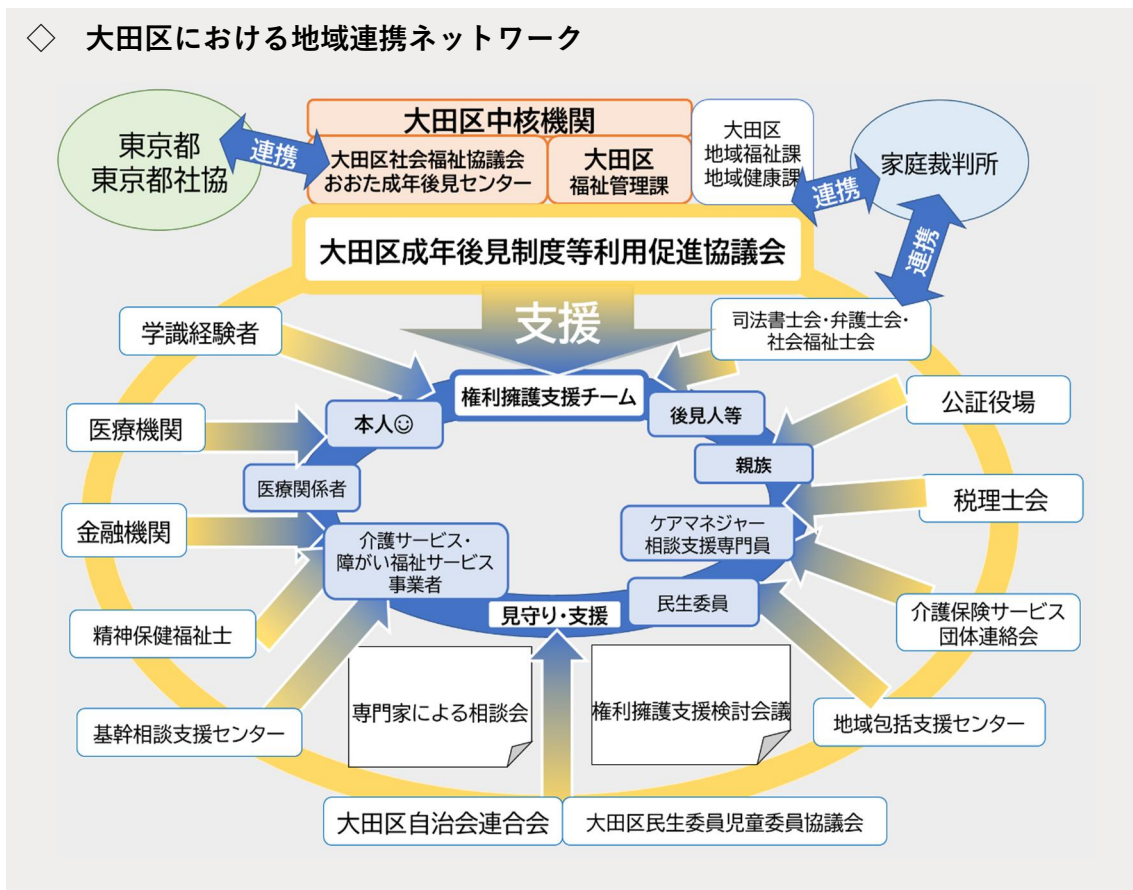 ◇ 大田区における地域連携ネットワーク
東京都
東京都社協
連携
大田区中核機関
大田区社会福祉協議会
おおた成年後見センター
大田区
福祉管理課
大田区
地域福祉課
地域健康課
連携
家庭裁判所
連携
大田区成年後見制度等利用促進協議会
支援
学識経験者
司法書士会・弁護士会・
社会福祉士会
権利擁護支援チーム
本人☺
後見人等
公証役場
医療機関
親族
医療関係者
税理士会
金融機関
ケアマネジャー
相談支援専門員
介護サービス・
障がい福祉サービス
事業者
民生委員
見守り・支援
精神保健福祉士
介護保険サービス
団体連絡会
専門家による相談会
権利擁護支援検討会議
基幹相談支援センター
地域包括支援センター
大田区自治会連合会
大田区民生委員児童委員協議会